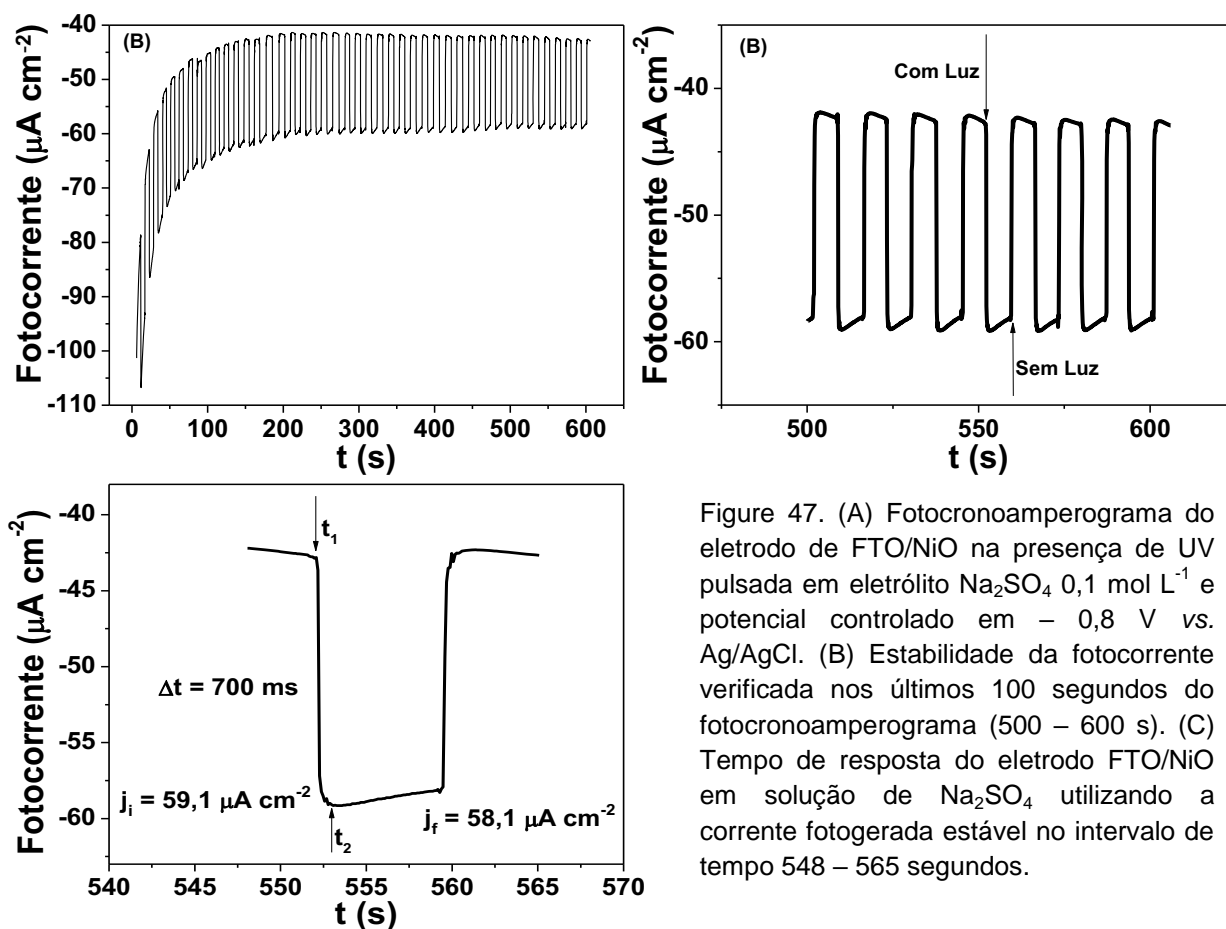 (B)
Fotocorrente (μA cm-2)
-40
-50
-60
-70
-80
-90
-100
-110
0 100 200 300 400 500 600
t (s)
(B)
Com Luz
Sem Luz
Fotocorrente (μA cm-2)
-40
-50
-60
500 550 600
t (s)
Fotocorrente (μA cm-2)
-40
-45
-50
-55
-60
t1
Δt = 700 ms
ji = 59,1 μA cm-2
jf = 58,1 μA cm-2
t2
540 545 550 555 560 565 570
t (s)
Figure 47. (A) Fotocronoamperograma do
eletrodo de FTO/NiO na presença de UV
pulsada em eletrólito Na2SO4 0,1 mol L-1 e
potencial controlado em – 0,8 V vs.
Ag/AgCl. (B) Estabilidade da fotocorrente
verificada nos últimos 100 segundos do
fotocronoamperograma (500 – 600 s). (C)
Tempo de resposta do eletrodo FTO/NiO
em solução de Na2SO4 utilizando a
corrente fotogerada estável no intervalo de
tempo 548 – 565 segundos.